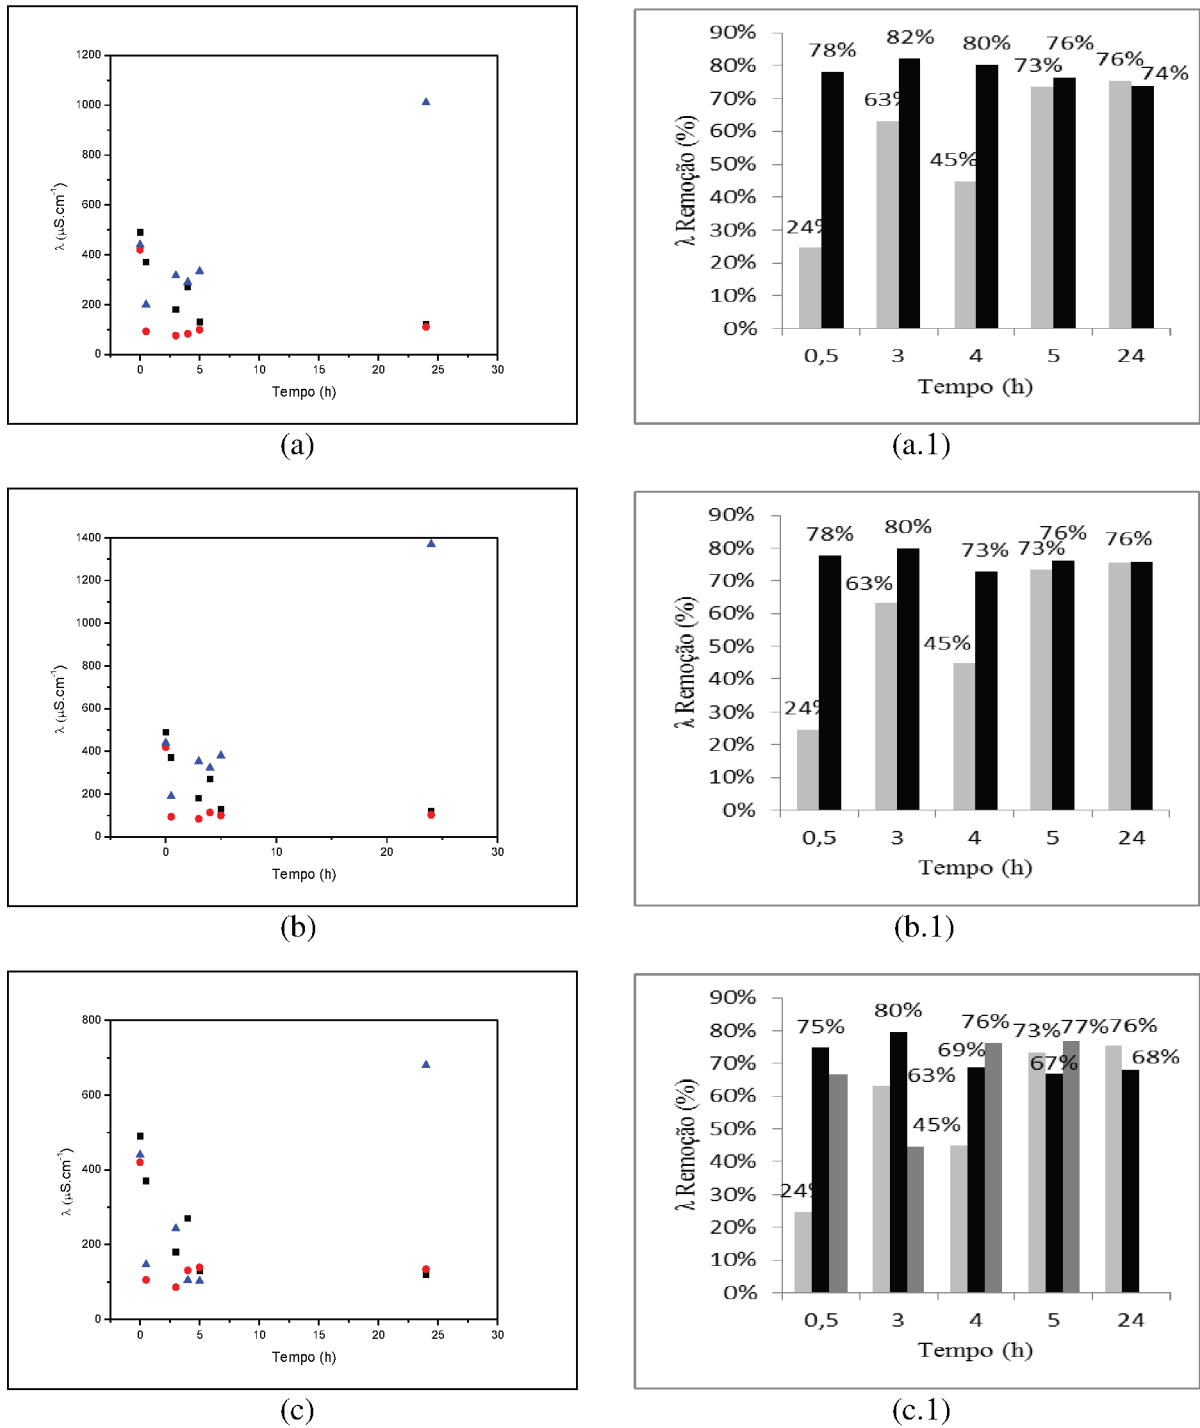 1200
1000
800
600
400
200
0
λ (µS.cm⁻¹)
0 5 10 15 20 25 30
Tempo (h)
(a)
90%
80%
70%
60%
50%
40%
30%
20%
10%
0%
λ Remoção (%)
24% 78% 63% 82% 45% 80% 73% 76% 76% 74%
0,5 3 4 5 24
Tempo (h)
(a.1)
1400
1200
1000
800
600
400
200
0
λ (µS.cm⁻¹)
0 5 10 15 20 25 30
Tempo (h)
(b)
90%
80%
70%
60%
50%
40%
30%
20%
10%
0%
λ Remoção (%)
24% 78% 63% 80% 45% 73% 73% 76% 76%
0,5 3 4 5 24
Tempo (h)
(b.1)
800
600
400
200
0
λ (µS.cm⁻¹)
0 5 10 15 20 25 30
Tempo (h)
(c)
90%
80%
70%
60%
50%
40%
30%
20%
10%
0%
λ Remoção (%)
24% 75% 80% 63% 45% 69% 76% 73% 67% 77% 76% 68%
0,5 3 4 5 24
Tempo (h)
(c.1)